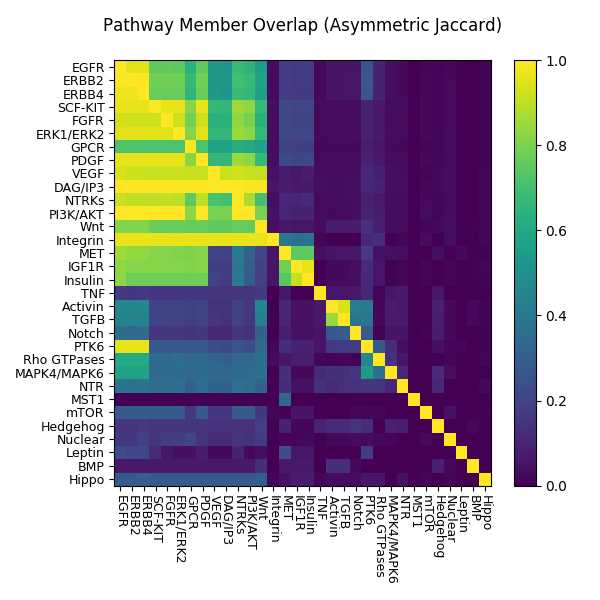 Pathway Member Overlap (Asymmetric Jaccard)
EGFR
ERBB2
ERBB4
SCF-KIT
FGFR
ERK1/ERK2
GPCR
PDGF
VEGF
DAG/IP3
NTRKs
PI3K/AKT
Wnt
Integrin
MET
IGF1R
Insulin
TNF
Activin
TGFB
Notch
PTK6
Rho GTPases
MAPK4/MAPK6
NTR
MST1
mTOR
Hedgehog
Nuclear
Leptin
BMP
Hippo
EGFR
ERBB2
ERBB4
SCF-KIT
FGFR
ERK1/ERK2
GPCR
PDGF
VEGF
DAG/IP3
NTRKs
PI3K/AKT
Wnt
Integrin
MET
IGF1R
Insulin
TNF
Activin
TGFB
Notch
PTK6
Rho GTPases
MAPK4/MAPK6
NTR
MST1
mTOR
Hedgehog
Nuclear
Leptin
BMP
Hippo
1.0
0.8
0.6
0.4
0.2
0.0